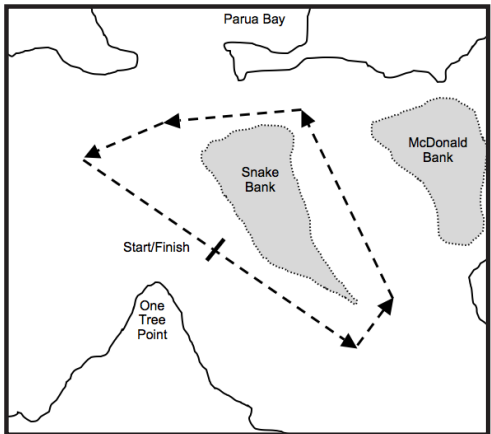 Parua Bay
McDonald
Bank
Snake
Bank
Start/Finish
One
Tree
Point